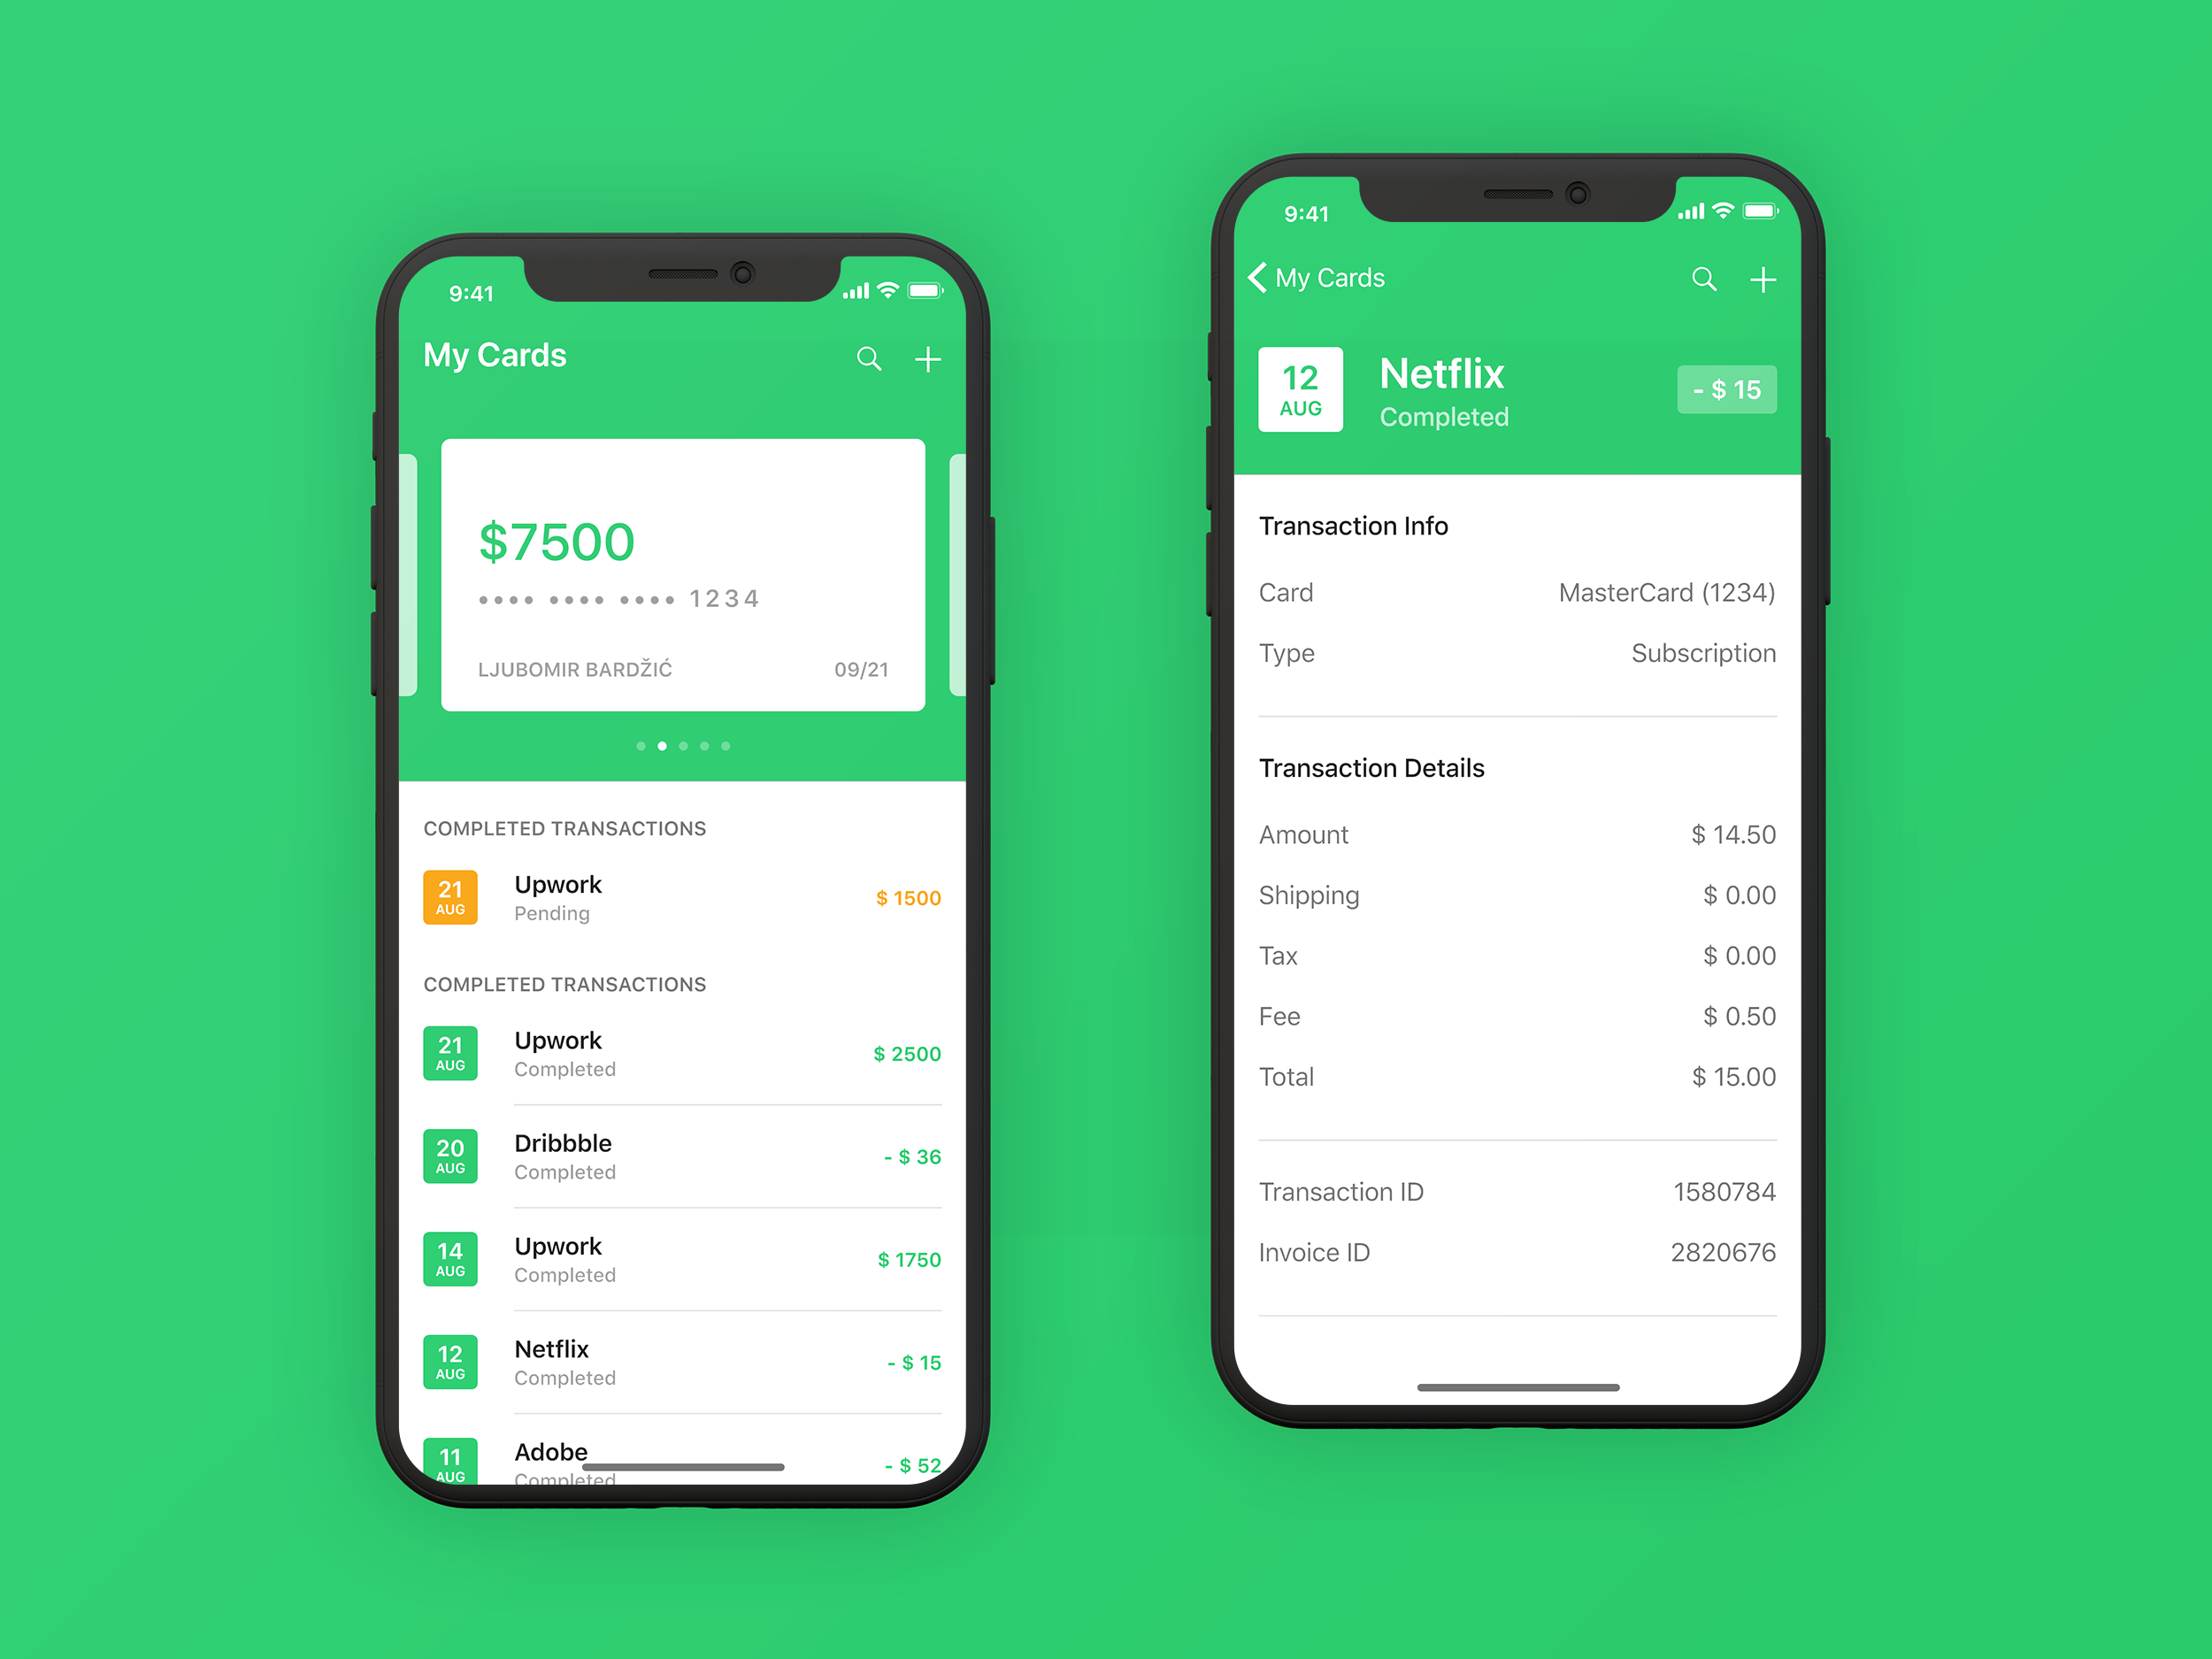 9:41
My Cards
$7500
•••• •••• •••• 1234
LJUBOMIR BARDŽIĆ 09/21
COMPLETED TRANSACTIONS
21 AUG
Upwork
Pending
$ 1500
COMPLETED TRANSACTIONS
21 AUG
Upwork
Completed
$ 2500
20 AUG
Dribbble
Completed
- $ 36
14 AUG
Upwork
Completed
$ 1750
12 AUG
Netflix
Completed
- $ 15
11 AUG
Adobe
Completed
- $ 52
9:41
My Cards
12 AUG
Netflix
Completed
- $ 15
Transaction Info
Card MasterCard (1234)
Type Subscription
Transaction Details
Amount $ 14.50
Shipping $ 0.00
Tax $ 0.00
Fee $ 0.50
Total $ 15.00
Transaction ID 1580784
Invoice ID 2820676